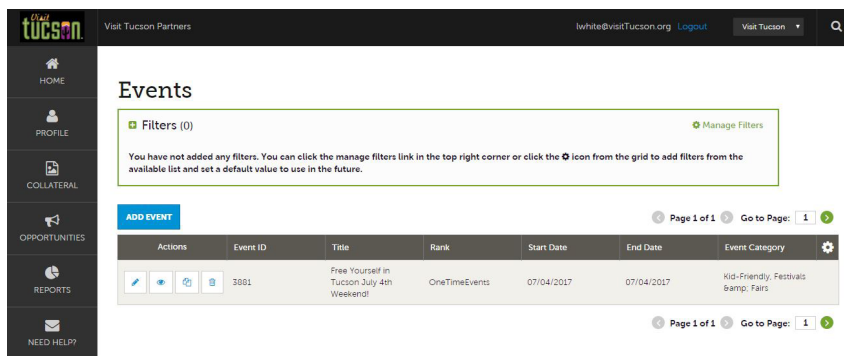 Visit
tucson.
Visit Tucson Partners
lwhite@visitTucson.org Logout
Visit Tucson
HOME
PROFILE
COLLATERAL
OPPORTUNITIES
REPORTS
NEED HELP?
Events
Filters (0)
Manage Filters
You have not added any filters. You can click the manage filters link in the top right corner or click the icon from the grid to add filters from the
available list and set a default value to use in the future.
ADD EVENT
Page 1 of 1 Go to Page: 1
Actions Event ID Title Rank Start Date End Date Event Category
3881
Free Yourself in
Tucson July 4th
Weekend!
OneTimeEvents
07/04/2017
07/04/2017
Kid-Friendly, Festivals
&amp; Fairs
Page 1 of 1 Go to Page: 1